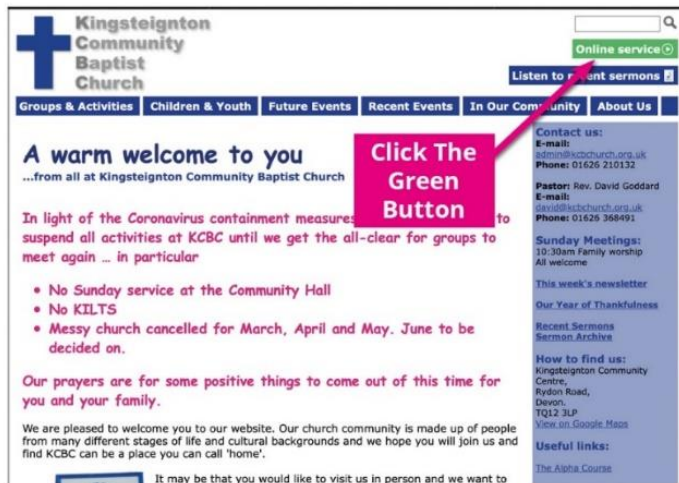 Kingsteignton
Community
Baptist
Church
Online service
Listen to recent sermons
Groups & Activities Children & Youth Future Events Recent Events In Our Community About Us
A warm welcome to you
...from all at Kingsteignton Community Baptist Church
Click The
Green
Button
In light of the Coronavirus containment measures to
suspend all activities at KCBC until we get the all-clear for groups to
meet again ... in particular
• No Sunday service at the Community Hall
• No KILTS
• Messy church cancelled for March, April and May. June to be
decided on.
Our prayers are for some positive things to come out of this time for
you and your family.
We are pleased to welcome you to our website. Our church community is made up of people
from many different stages of life and cultural backgrounds and we hope you will join us and
find KCBC can be a place you can call 'home'.
It may be that you would like to visit us in person and we want to
Contact us:
E-mail:
admin@kcbchurch.org.uk
Phone: 01626 210132
Pastor: Rev. David Goddard
E-mail:
david@kcbchurch.org.uk
Phone: 01626 368491
Sunday Meetings:
10:30am Family worship
All welcome
This week's newsletter
Our Year of Thankfulness
Recent Sermons
Sermon Archive
How to find us:
Kingsteignton Community
Centre,
Rydon Road,
Devon.
TQ12 3LP
View on Google Maps
Useful links:
The Alpha Course